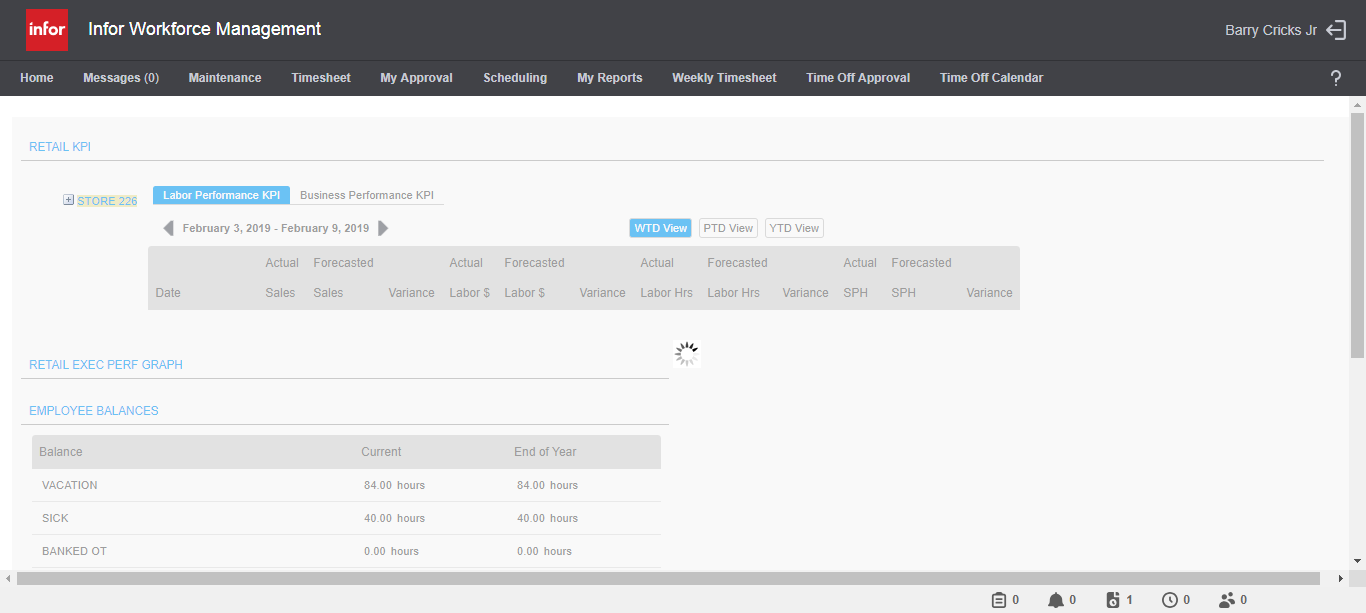 infor Infor Workforce Management Barry Cricks Jr
Home Messages (0) Maintenance Timesheet My Approval Scheduling My Reports Weekly Timesheet Time Off Approval Time Off Calendar ?
RETAIL KPI
STORE 226 Labor Performance KPI Business Performance KPI
February 3, 2019 - February 9, 2019 WTD View PTD View YTD View
Actual Forecasted Actual Forecasted Actual Forecasted Actual Forecasted
Date Sales Sales Variance Labor $ Labor $ Variance Labor Hrs Labor Hrs Variance SPH SPH Variance
RETAIL EXEC PERF GRAPH
EMPLOYEE BALANCES
Balance Current End of Year
VACATION 84.00 hours 84.00 hours
SICK 40.00 hours 40.00 hours
BANKED OT 0.00 hours 0.00 hours
0 0 1 0 0